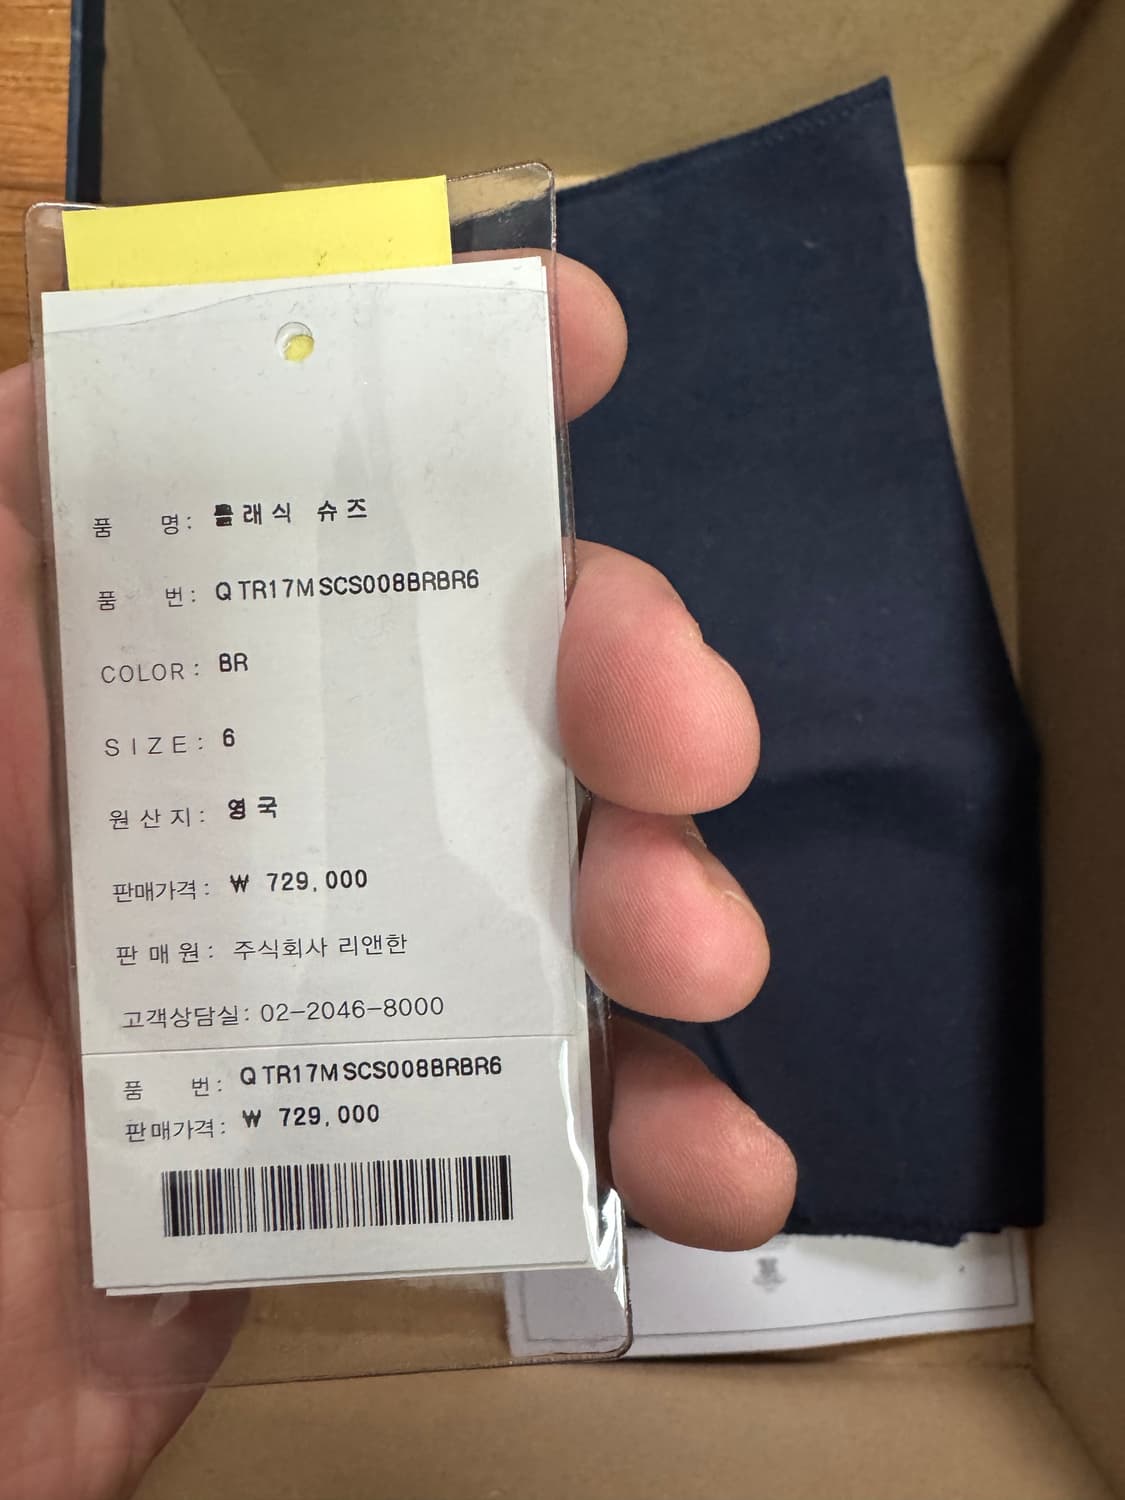 품 명: 클래식 슈즈
품 번: QTR17MSCS008BRBR6
COLOR: BR
SIZE: 6
원산지: 영국
판매가격: ₩ 729,000
판매원: 주식회사 리앤한
고객상담실: 02-2046-8000
품 번: QTR17MSCS008BRBR6
판매가격: ₩ 729,000